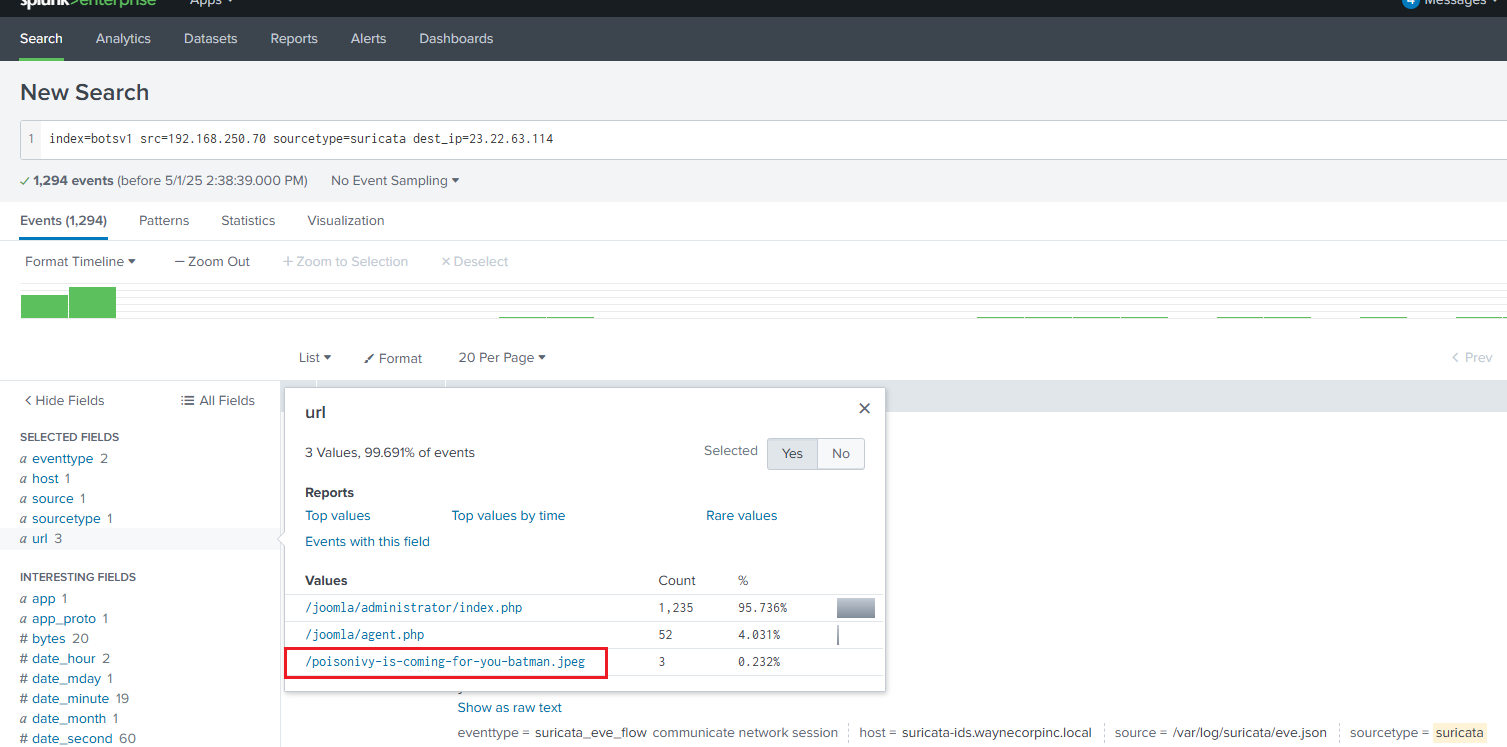 splunk>enterprise Apps 4 Messages
Search Analytics Datasets Reports Alerts Dashboards
New Search
1 index=botsv1 src=192.168.250.70 sourcetype=suricata dest_ip=23.22.63.114
✓ 1,294 events (before 5/1/25 2:38:39.000 PM) No Event Sampling
Events (1,294) Patterns Statistics Visualization
Format Timeline — Zoom Out + Zoom to Selection × Deselect
List Format 20 Per Page < Prev
< Hide Fields All Fields
SELECTED FIELDS
a eventtype 2
a host 1
a source 1
a sourcetype 1
a url 3
INTERESTING FIELDS
a app 1
a app_proto 1
# bytes 20
# date_hour 2
# date_mday 1
# date_minute 19
a date_month 1
# date_second 60
url
3 Values, 99.691% of events Selected Yes No
Reports
Top values Top values by time Rare values
Events with this field
Values Count %
/joomla/administrator/index.php 1,235 95.736%
/joomla/agent.php 52 4.031%
/poisonivy-is-coming-for-you-batman.jpeg 3 0.232%
Show as raw text
eventtype = suricata_eve_flow communicate network session host = suricata-ids.waynecorpinc.local source = /var/log/suricata/eve.json sourcetype = suricata